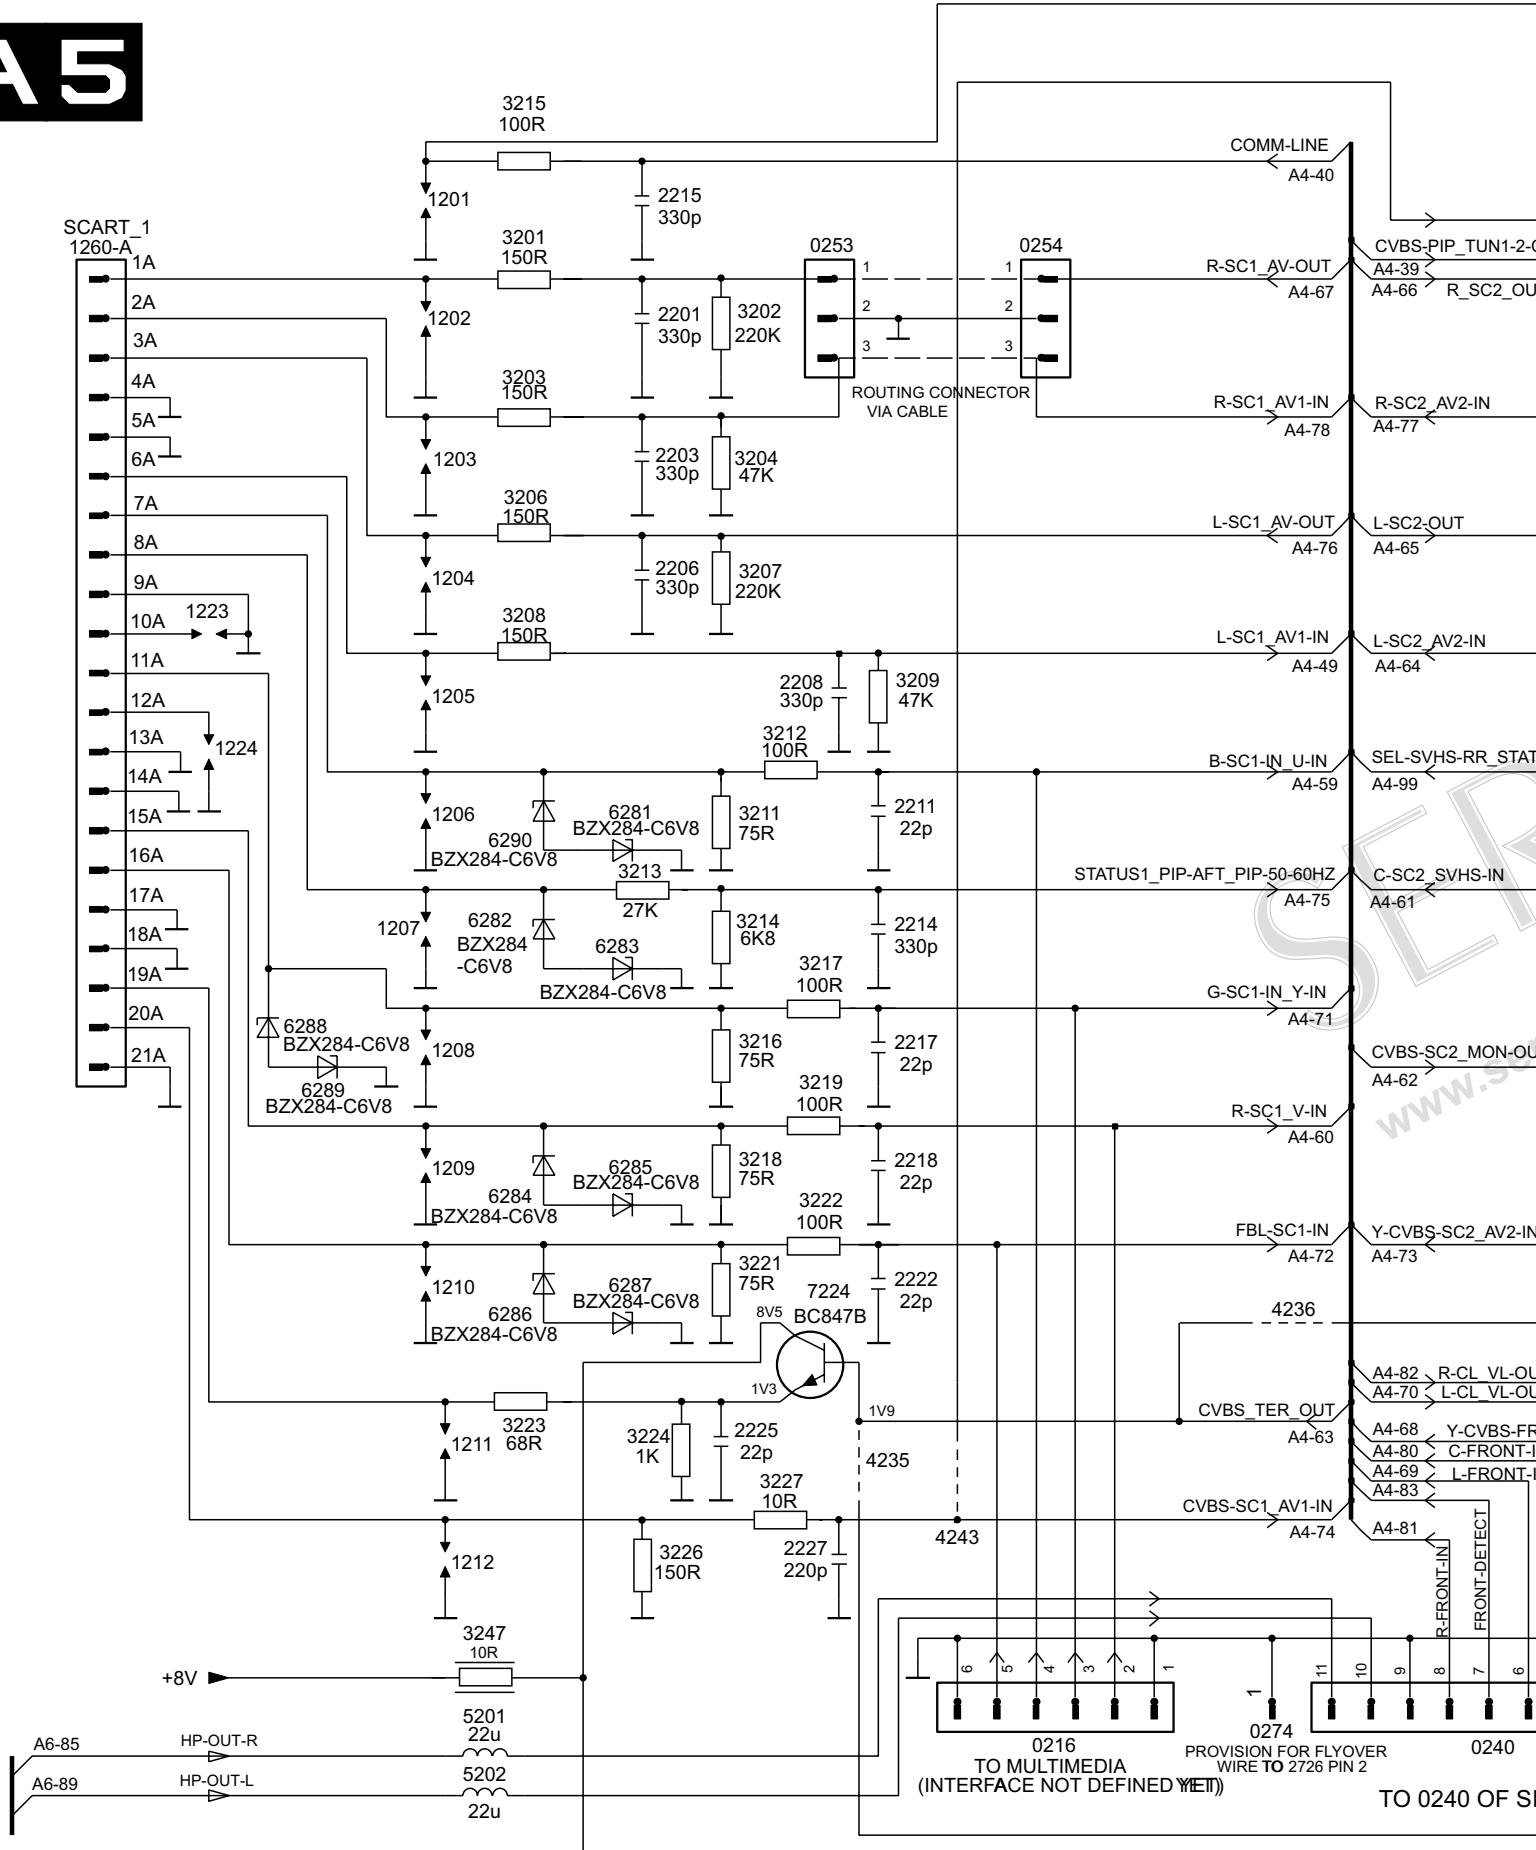 A5
3215
100R
COMM-LINE
A4-40
1201
2215
330p
SCART_1
1260-A
3201
150R
0253
0254
1A
1
1
R-SC1_AV-OUT
A4-67
CVBS-PIP_TUN1-2-
A4-39
A4-66 R_SC2_OU
2A
1202
2201
330p
3202
220K
2
2
3A
3
3
3203
150R
ROUTING CONNECTOR
VIA CABLE
4A
R-SC1_AV1-IN
A4-78
R-SC2_AV2-IN
A4-77
5A
1203
2203
330p
3204
47K
6A
3206
150R
7A
L-SC1_AV-OUT
A4-76
L-SC2-OUT
A4-65
8A
1204
2206
330p
3207
220K
9A
1223
10A
3208
150R
L-SC1_AV1-IN
A4-49
L-SC2_AV2-IN
A4-64
11A
1205
2208
330p
3209
47K
12A
13A
1224
3212
100R
B-SC1-IN_U-IN
A4-59
SEL-SVHS-RR_STAT
A4-99
14A
1206
6290
BZX284-C6V8
6281
BZX284-C6V8
3211
75R
2211
22p
15A
16A
3213
27K
STATUS1_PIP-AFT_PIP-50-60HZ
A4-75
C-SC2_SVHS-IN
A4-61
17A
1207
6282
BZX284
-C6V8
6283
BZX284-C6V8
3214
6K8
2214
330p
18A
19A
3217
100R
G-SC1-IN_Y-IN
A4-71
20A
6288
BZX284-C6V8
1208
3216
75R
2217
22p
CVBS-SC2_MON-OU
A4-62
21A
6289
BZX284-C6V8
3219
100R
R-SC1_V-IN
A4-60
1209
6284
BZX284-C6V8
6285
BZX284-C6V8
3218
75R
2218
22p
3222
100R
FBL-SC1-IN
A4-72
Y-CVBS-SC2_AV2-IN
A4-73
1210
6286
BZX284-C6V8
6287
BZX284-C6V8
3221
75R
2222
22p
7224
BC847B
8V5
4236
1V3
1V9
CVBS_TER_OUT
A4-63
A4-82 R-CL_VL-OU
A4-70 L-CL_VL-OU
A4-68 Y-CVBS-FR
A4-80 C-FRONT-I
A4-69 L-FRONT-I
A4-83
3223
68R
1211
3224
1K
2225
22p
4235
3227
10R
CVBS-SC1_AV1-IN
A4-74
A4-81
4243
1212
3226
150R
2227
220p
R-FRONT-IN
FRONT-DETECT
3247
10R
+8V
6 5 4 3 2 1
1
11 10 9 8 7 6
5201
22u
A6-85
HP-OUT-R
0216
TO MULTIMEDIA
(INTERFACE NOT DEFINED YET)
0274
PROVISION FOR FLYOVER
WIRE TO 2726 PIN 2
0240
5202
22u
A6-89
HP-OUT-L
TO 0240 OF S
SER
www.se